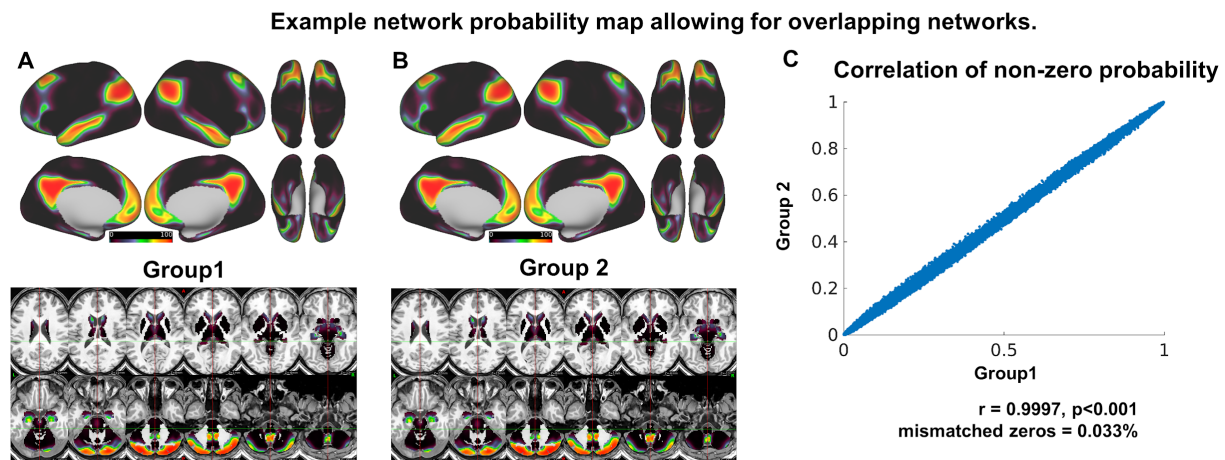 Example network probability map allowing for overlapping networks.
A
B
C
Correlation of non-zero probability
0 100
0 100
Group1
Group 2
1
0.8
0.6
0.4
0.2
0
Group 2
0 0.5 1
Group1
r = 0.9997, p<0.001
mismatched zeros = 0.033%